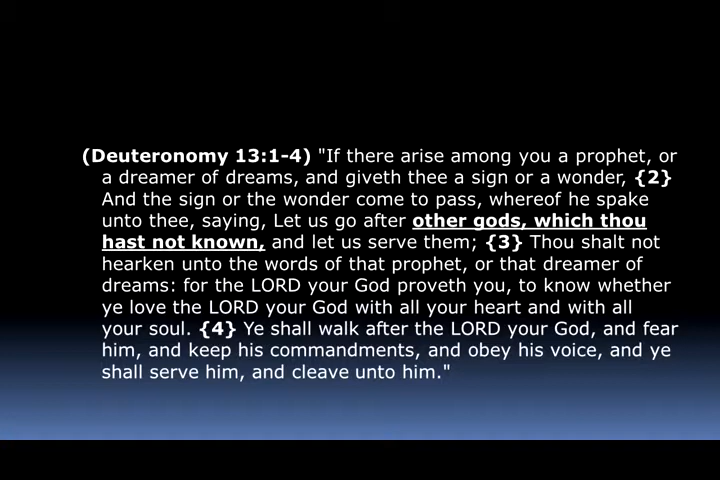 (Deuteronomy 13:1-4) "If there arise among you a prophet, or
a dreamer of dreams, and giveth thee a sign or a wonder, {2}
And the sign or the wonder come to pass, whereof he spake
unto thee, saying, Let us go after other gods, which thou
hast not known, and let us serve them; {3} Thou shalt not
hearken unto the words of that prophet, or that dreamer of
dreams: for the LORD your God proveth you, to know whether
ye love the LORD your God with all your heart and with all
your soul. {4} Ye shall walk after the LORD your God, and fear
him, and keep his commandments, and obey his voice, and ye
shall serve him, and cleave unto him."